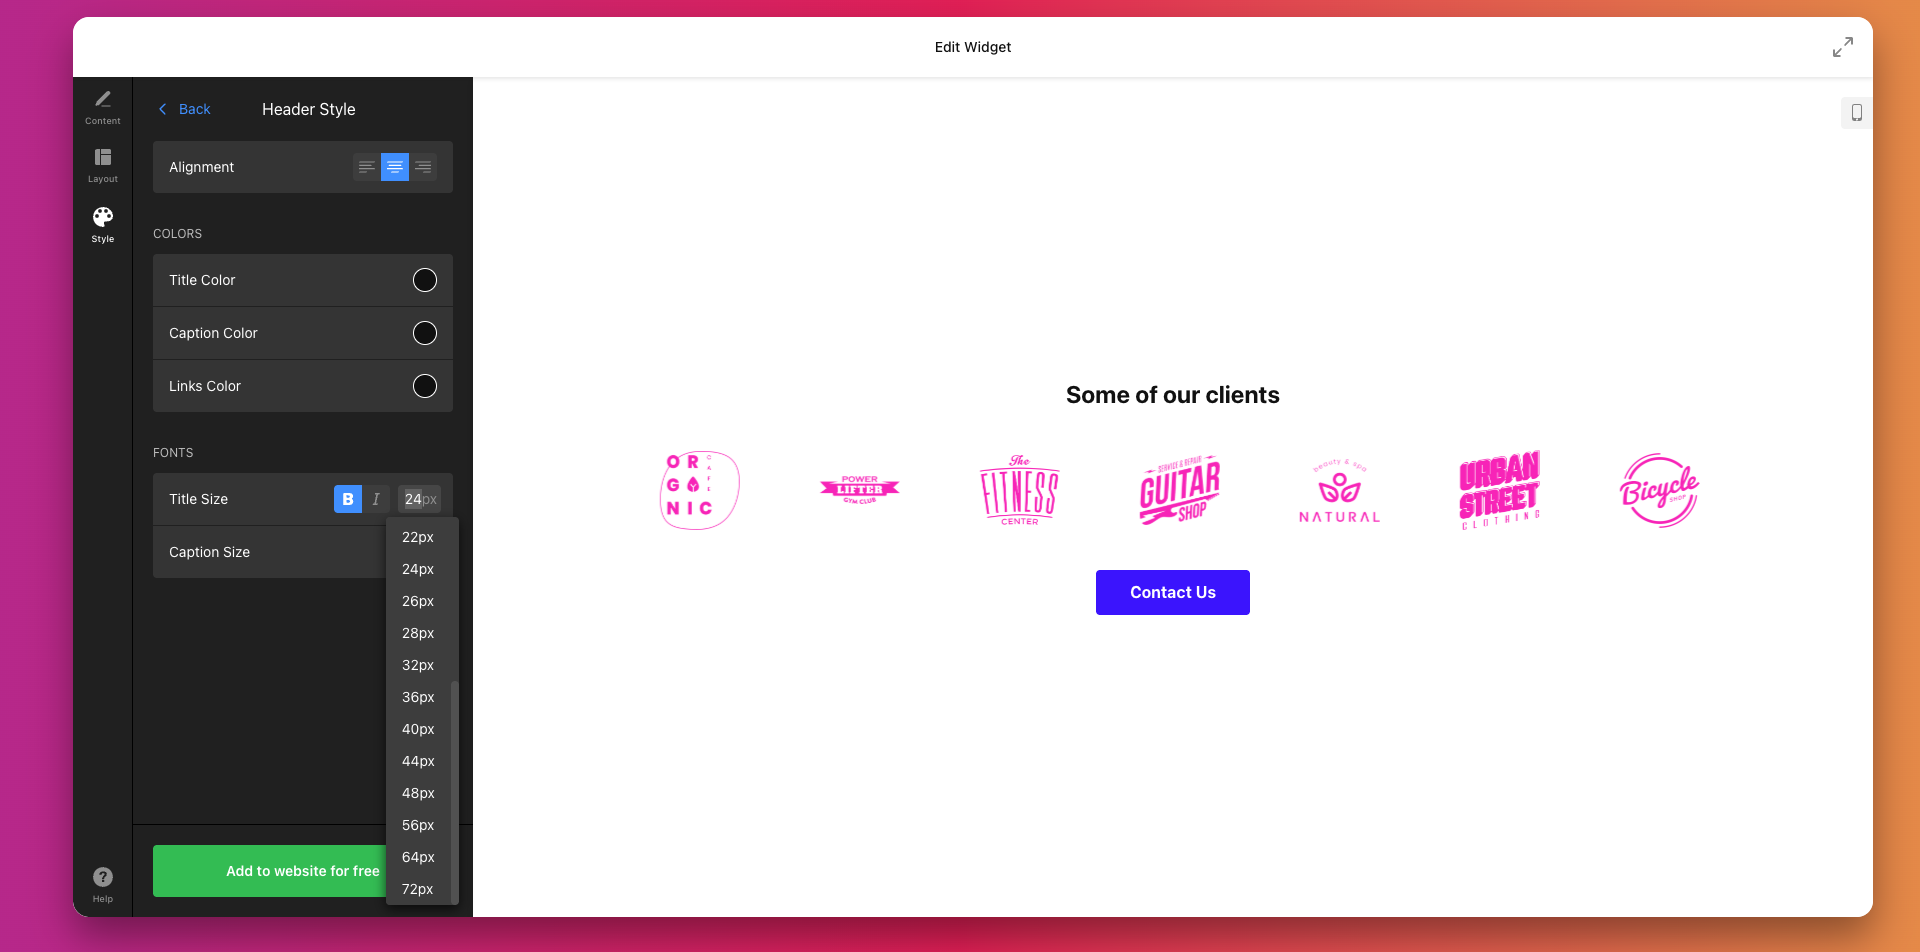 Edit Widget
Content
Layout
Style
Help
Back
Header Style
Alignment
COLORS
Title Color
Caption Color
Links Color
FONTS
Title Size
B
I
24px
Caption Size
22px
24px
26px
28px
32px
36px
40px
44px
48px
56px
64px
72px
Add to website for free
Some of our clients
ORGANIC
CAFE
POWER
LIFTER
GYM CLUB
The
FITNESS
CENTER
SERVICE & REPAIR
GUITAR
SHOP
beauty & spa
NATURAL
URBAN
STREET
CLOTHING
Bicycle
SHOP
Contact Us